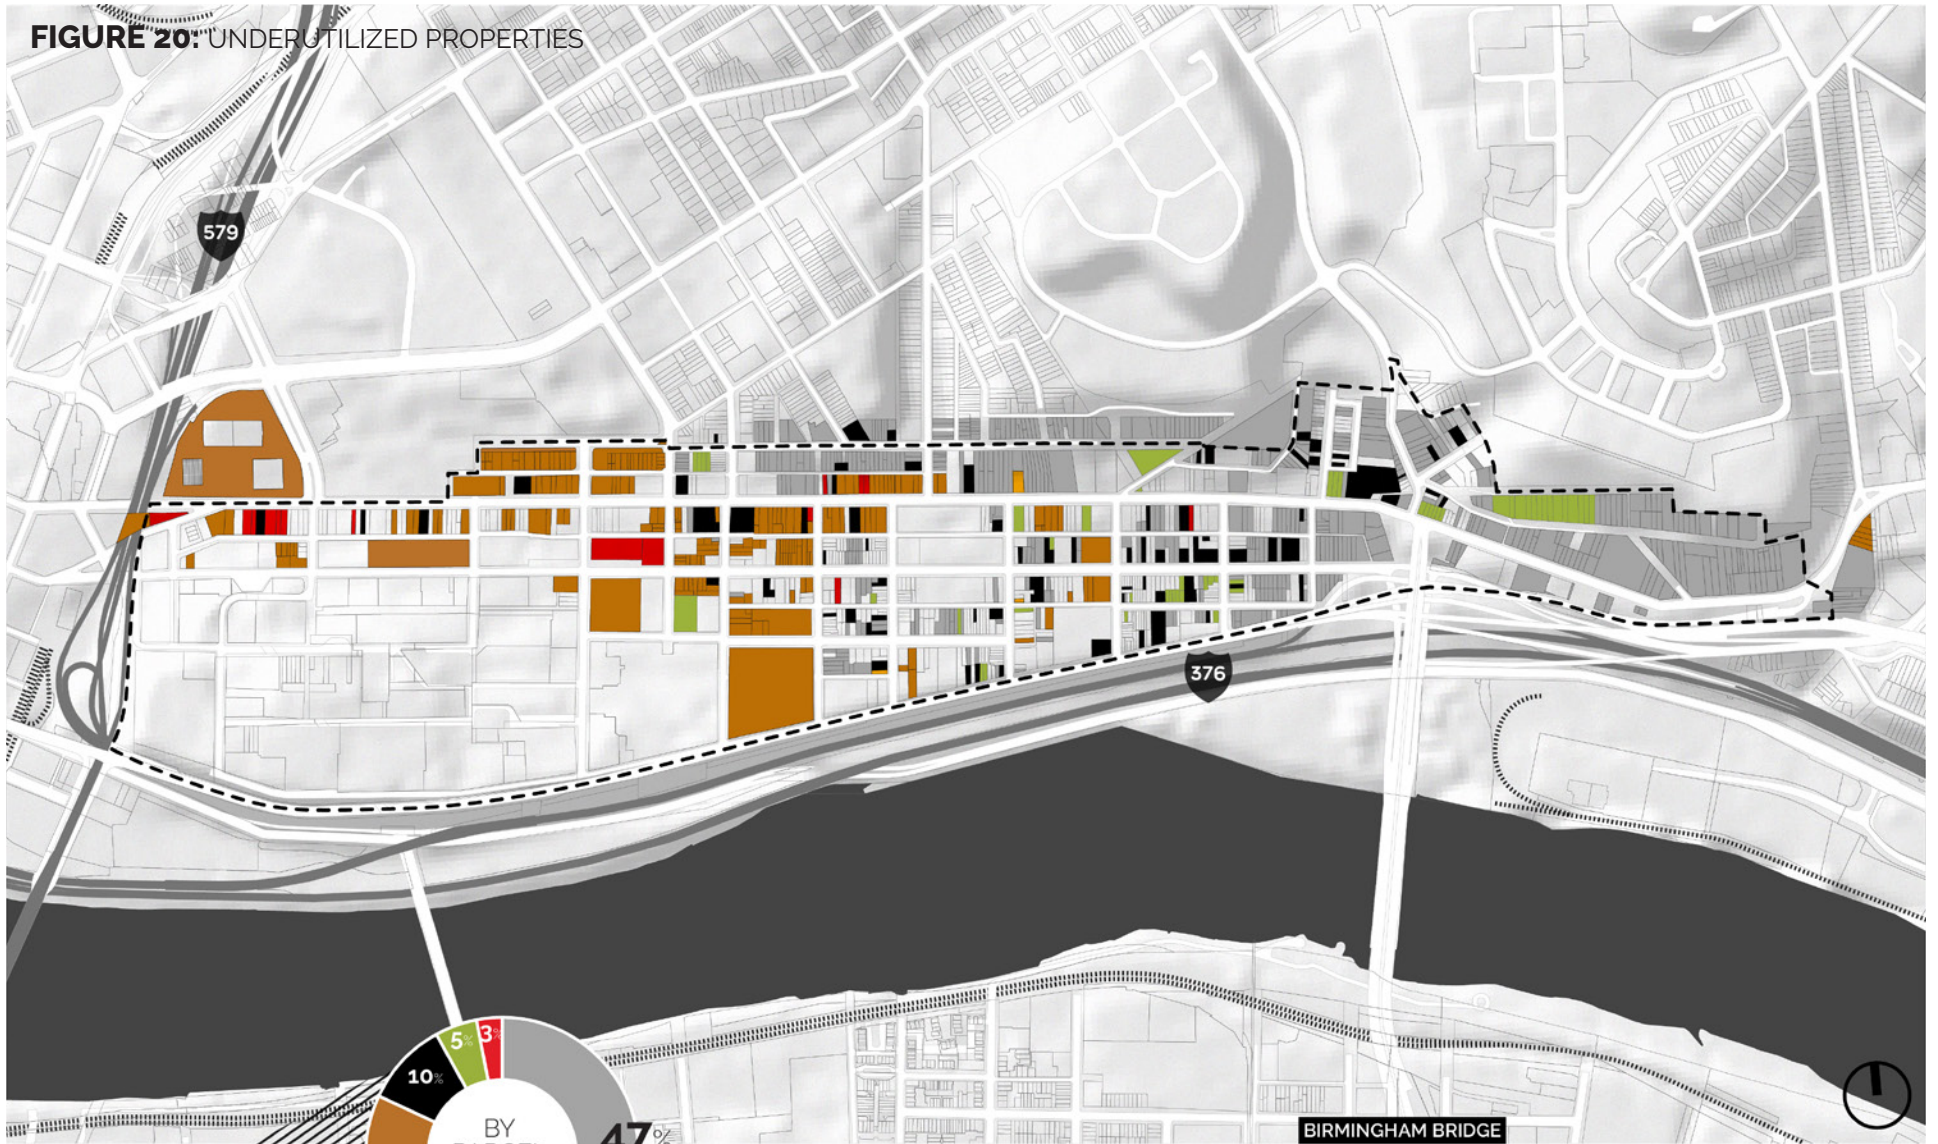 FIGURE 20: UNDERUTILIZED PROPERTIES
579
376
5%
3%
10%
BY
47%
BIRMINGHAM BRIDGE